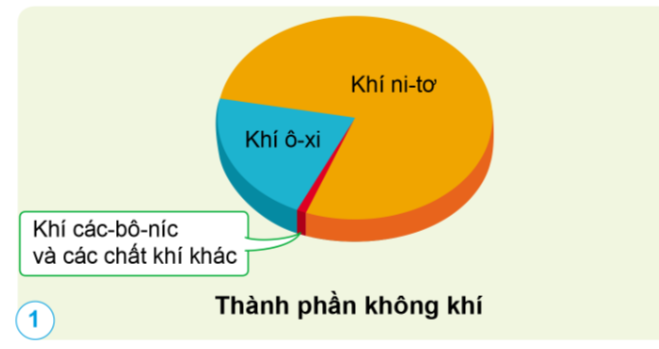 Khí ni-tơ
Khí ô-xi
Khí các-bô-níc
và các chất khí khác
Thành phần không khí
1